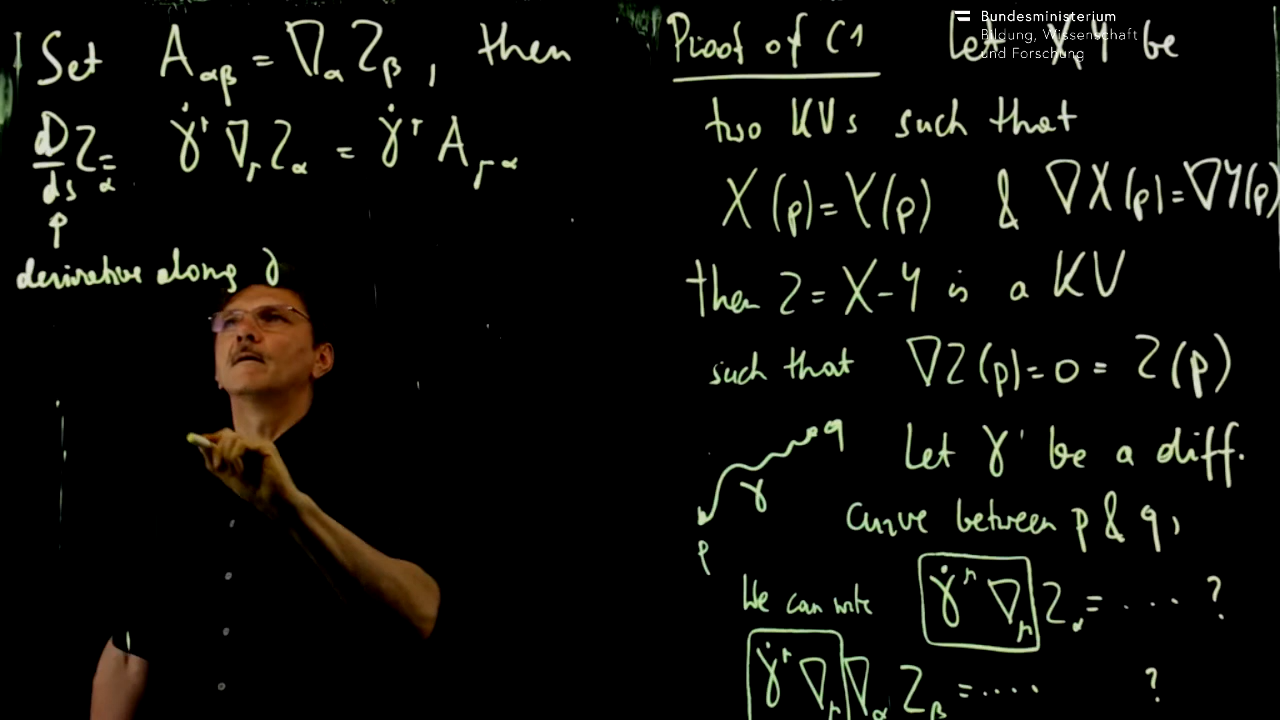 Set A_αβ = ∇_α Z_β , then
D/ds Z_α = γ̇^μ ∇_μ Z_α = γ̇^μ A_μα
↑
derivative along γ
Bundesministerium
Bildung, Wissenschaft
und Forschung
Proof of C1 Let X, Y be
two KVs such that
X(p) = Y(p) & ∇X(p) = ∇Y(p)
then Z = X - Y is a KV
such that ∇Z(p) = 0 = Z(p)
q
γ
p
Let γ be a diff.
curve between p & q,
We can write γ̇^μ ∇_μ Z_α = .... ?
γ̇^μ ∇_μ ∇_α Z_β = .... ?